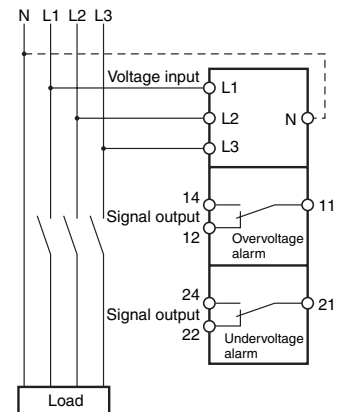 N L1 L2 L3
Voltage input
L1
L2
N
L3
14
11
Signal output
12
Overvoltage
alarm
24
21
Signal output
22
Undervoltage
alarm
Load